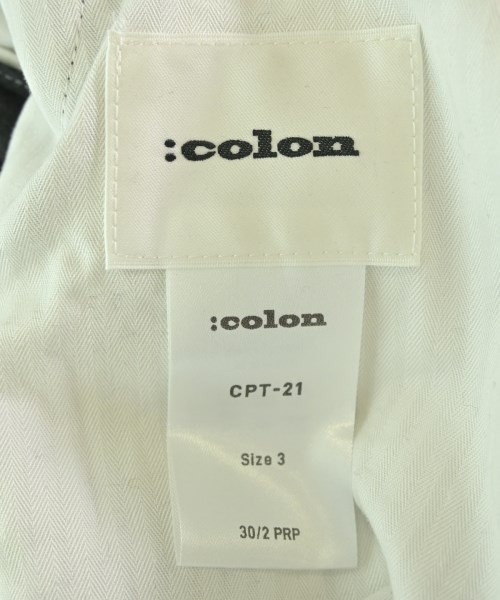 :colon
:colon
CPT-21
Size 3
30/2 PRP